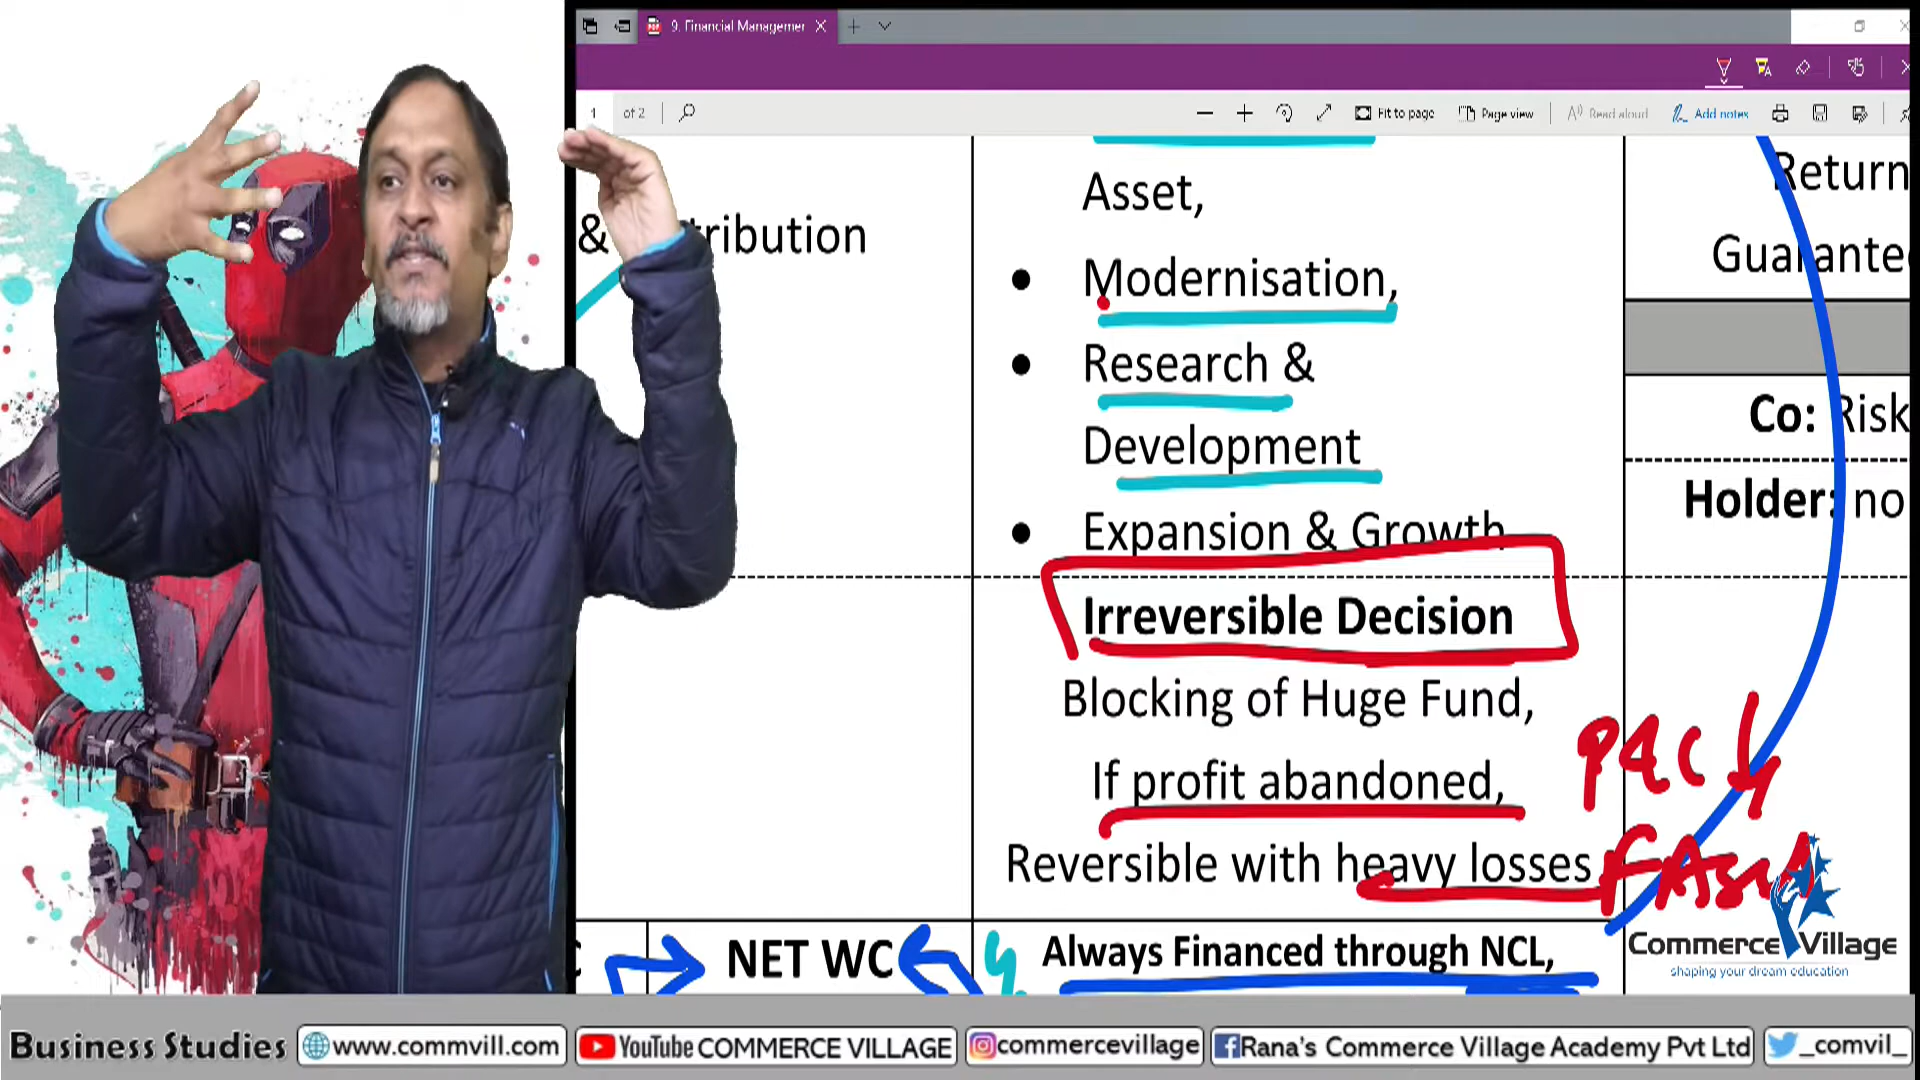 9. Financial Managemer
1 of 2
Fit to page
Page view
Read aloud
Add notes
Asset,
& tribution
Modernisation,
Research &
Development
Expansion & Growth
Irreversible Decision
Blocking of Huge Fund,
If profit abandoned,
Reversible with heavy losses
NET WC
Always Financed through NCL,
Return
Guarantee
Co: Risk
Holder: no
Commerce Village
shaping your dream education
Business Studies
www.commvill.com
YouTube COMMERCE VILLAGE
commercevillage
Rana's Commerce Village Academy Pvt Ltd
_comvil_